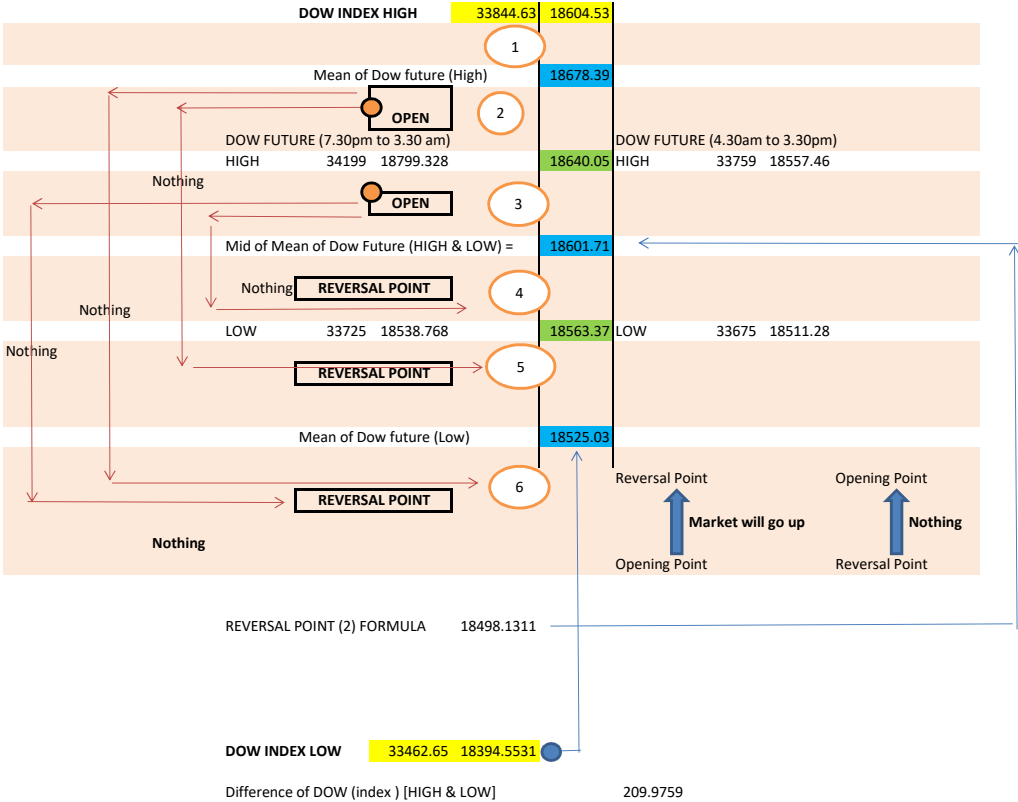 DOW INDEX HIGH 33844.63 18604.53
1
Mean of Dow future (High) 18678.39
OPEN 2
DOW FUTURE (7.30pm to 3.30 am) DOW FUTURE (4.30am to 3.30pm)
HIGH 34199 18799.328 18640.05 HIGH 33759 18557.46
Nothing
OPEN 3
Mid of Mean of Dow Future (HIGH & LOW) = 18601.71
Nothing REVERSAL POINT 4
Nothing
LOW 33725 18538.768 18563.37 LOW 33675 18511.28
Nothing
REVERSAL POINT 5
Mean of Dow future (Low) 18525.03
Reversal Point Opening Point
6
REVERSAL POINT
Market will go up Nothing
Nothing
Opening Point Reversal Point
REVERSAL POINT (2) FORMULA 18498.1311
DOW INDEX LOW 33462.65 18394.5531
Difference of DOW (index ) [HIGH & LOW] 209.9759